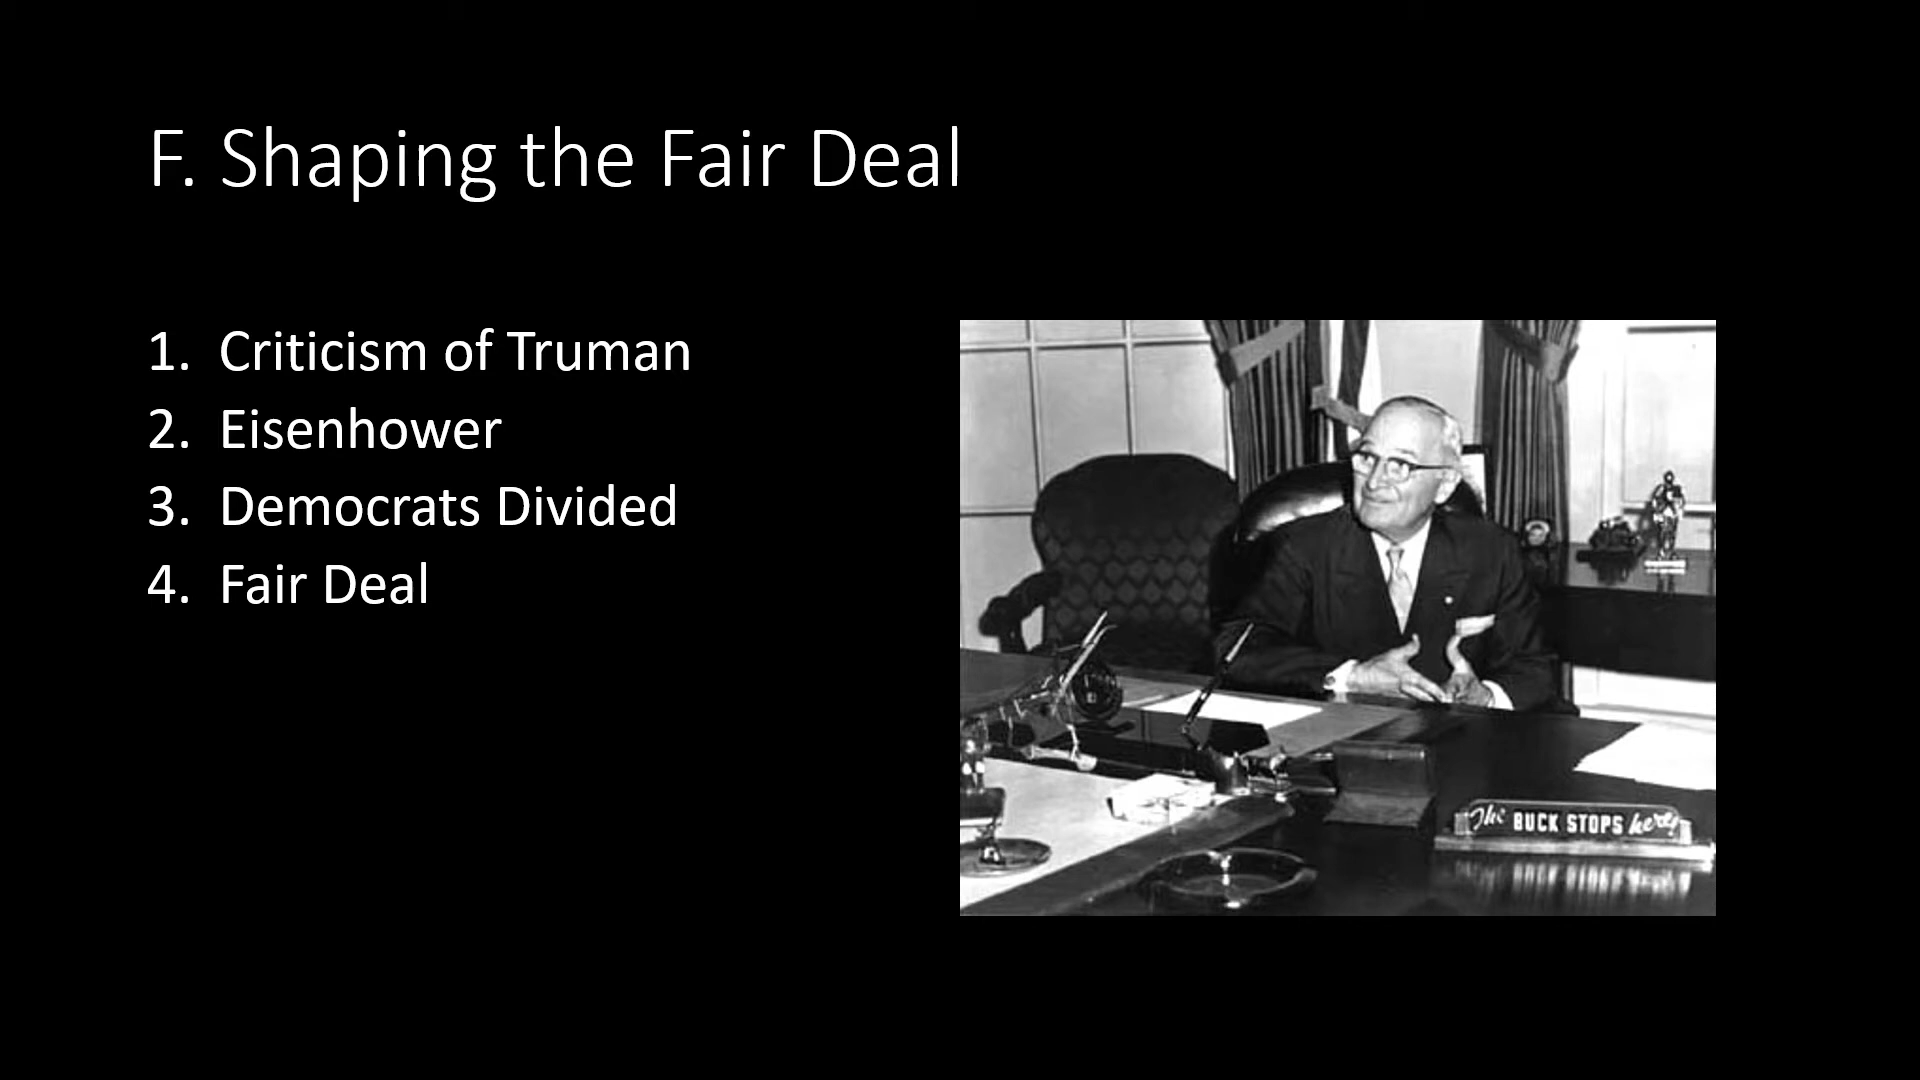 F. Shaping the Fair Deal
1. Criticism of Truman
2. Eisenhower
3. Democrats Divided
4. Fair Deal
The BUCK STOPS here!